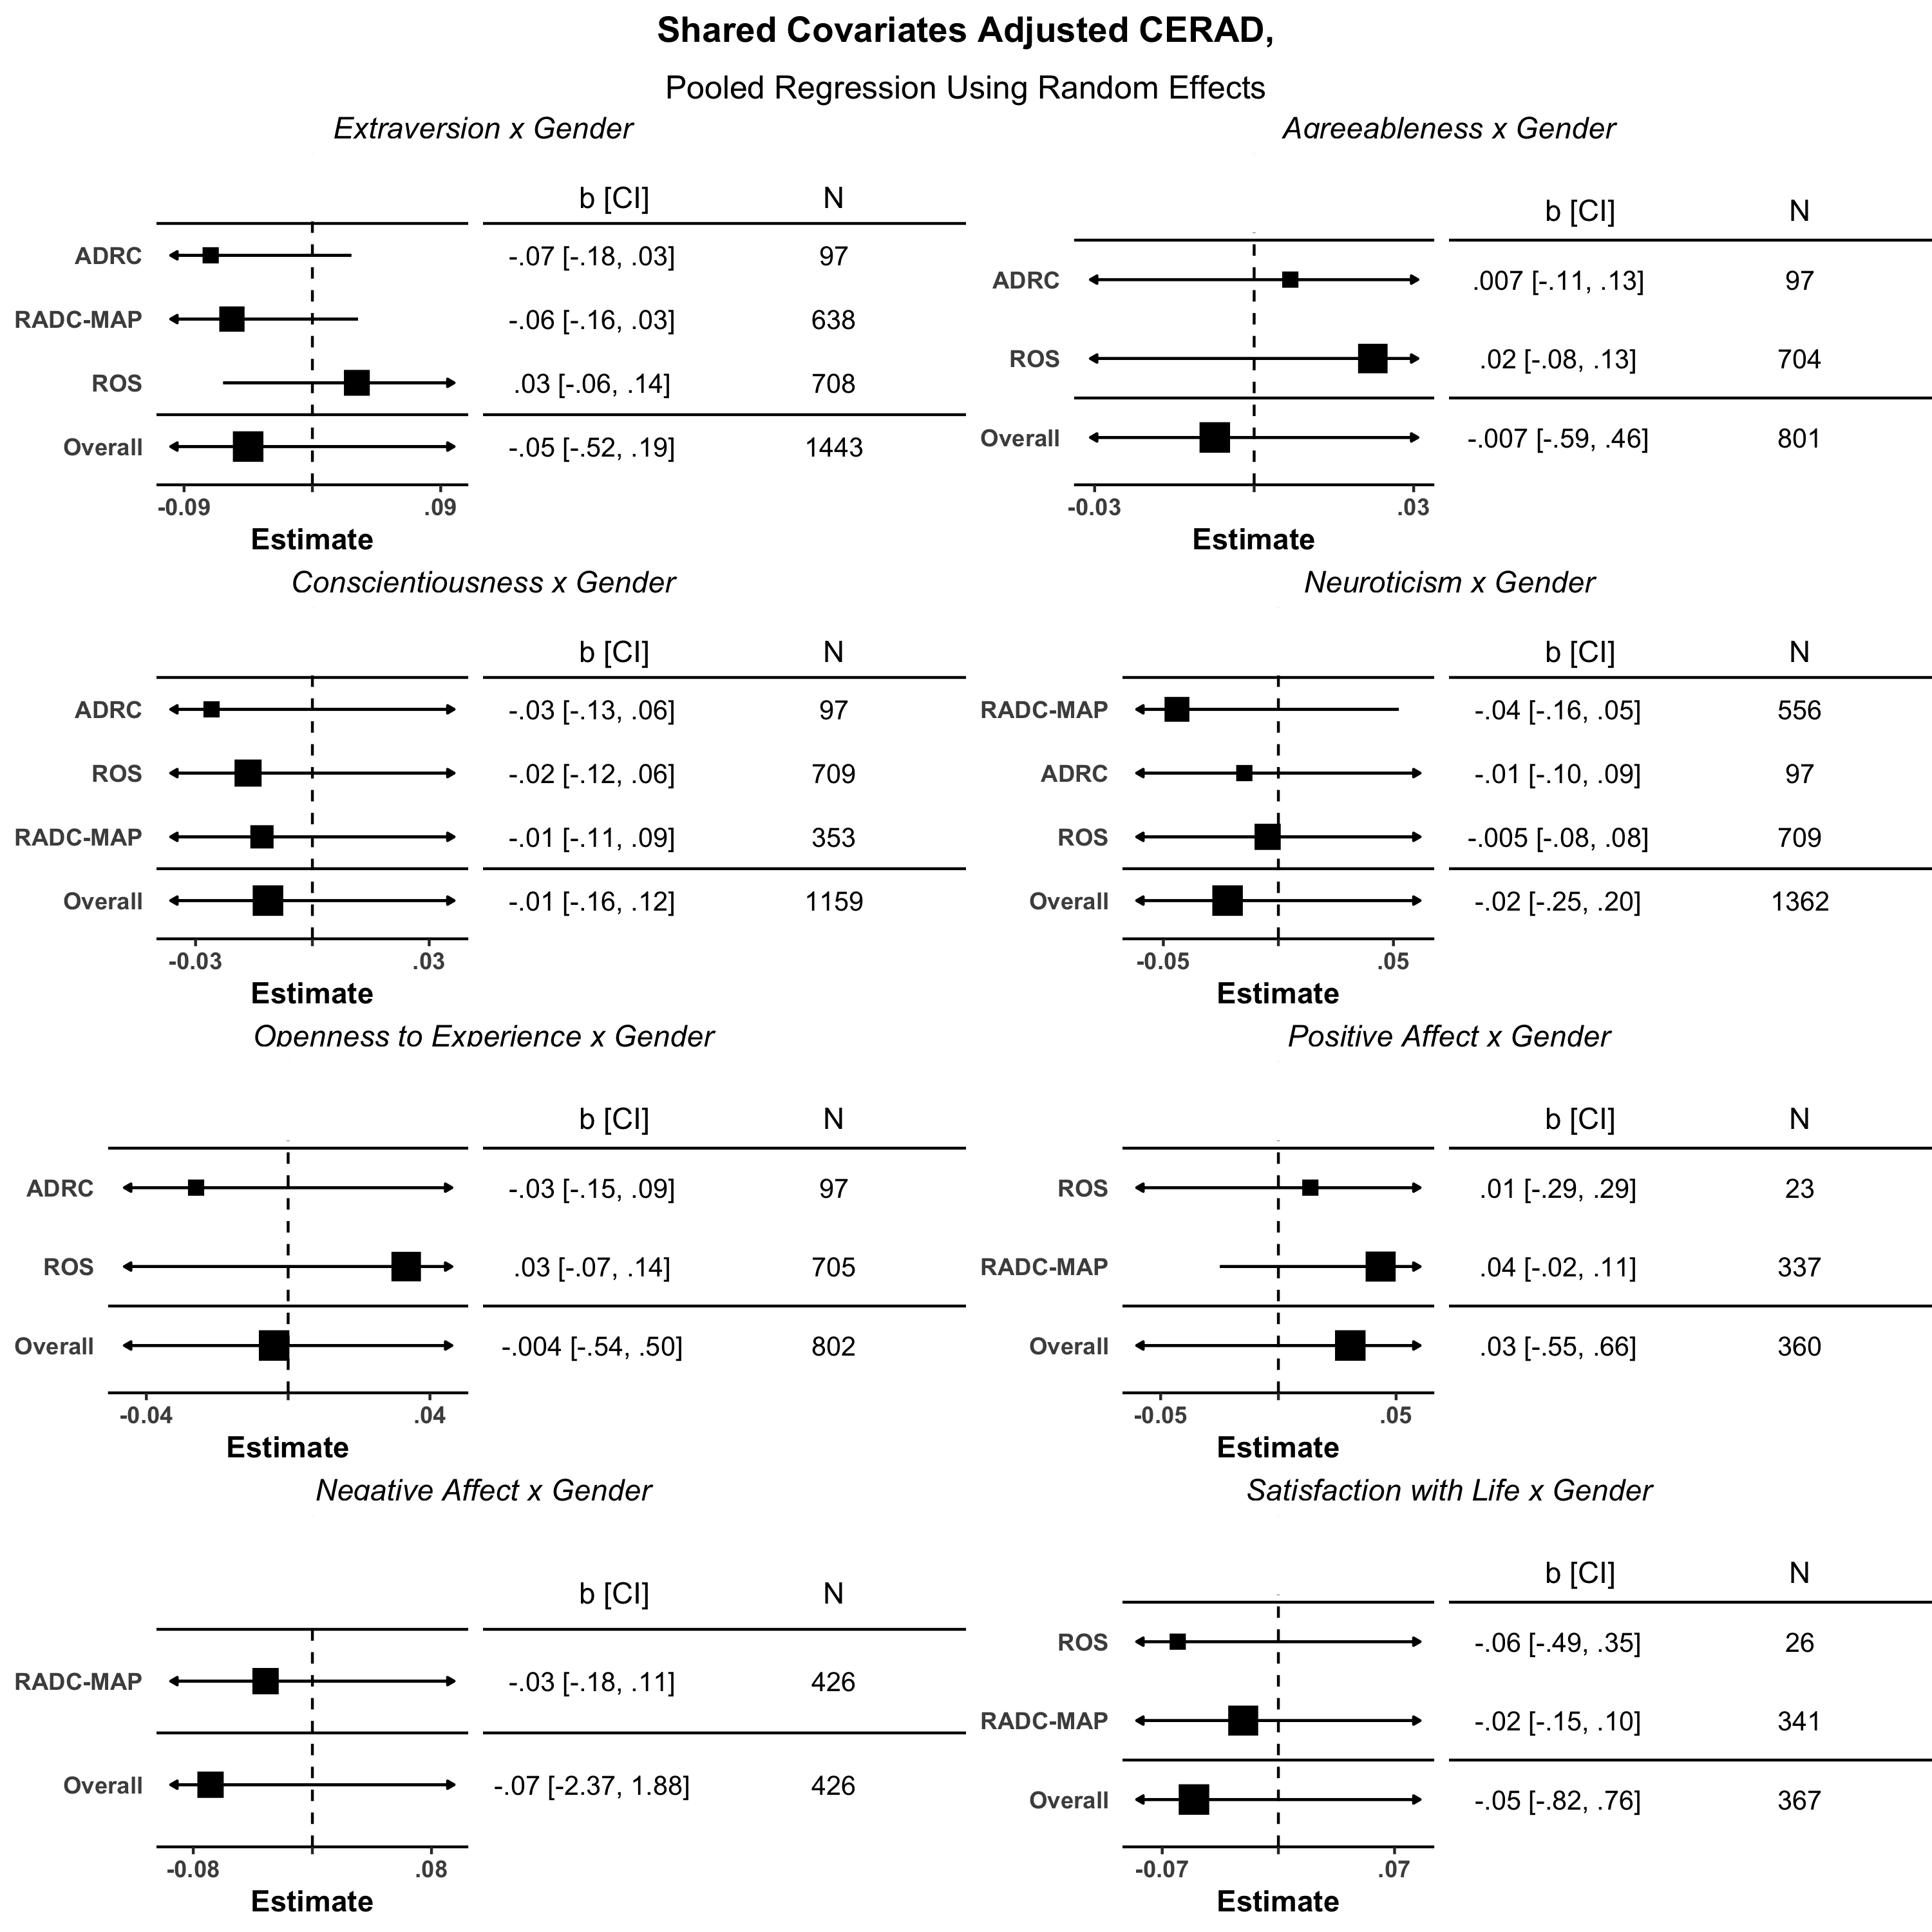 Shared Covariates Adjusted CERAD,
Pooled Regression Using Random Effects
Extraversion x Gender
b [CI] N
ADRC -.07 [-.18, .03] 97
RADC-MAP -.06 [-.16, .03] 638
ROS .03 [-.06, .14] 708
Overall -.05 [-.52, .19] 1443
-0.09 .09
Estimate
Agreeableness x Gender
b [CI] N
ADRC .007 [-.11, .13] 97
ROS .02 [-.08, .13] 704
Overall -.007 [-.59, .46] 801
-0.03 .03
Estimate
Conscientiousness x Gender
b [CI] N
ADRC -.03 [-.13, .06] 97
ROS -.02 [-.12, .06] 709
RADC-MAP -.01 [-.11, .09] 353
Overall -.01 [-.16, .12] 1159
-0.03 .03
Estimate
Neuroticism x Gender
b [CI] N
RADC-MAP -.04 [-.16, .05] 556
ADRC -.01 [-.10, .09] 97
ROS -.005 [-.08, .08] 709
Overall -.02 [-.25, .20] 1362
-0.05 .05
Estimate
Openness to Experience x Gender
b [CI] N
ADRC -.03 [-.15, .09] 97
ROS .03 [-.07, .14] 705
Overall -.004 [-.54, .50] 802
-0.04 .04
Estimate
Positive Affect x Gender
b [CI] N
ROS .01 [-.29, .29] 23
RADC-MAP .04 [-.02, .11] 337
Overall .03 [-.55, .66] 360
-0.05 .05
Estimate
Negative Affect x Gender
b [CI] N
RADC-MAP -.03 [-.18, .11] 426
Overall -.07 [-2.37, 1.88] 426
-0.08 .08
Estimate
Satisfaction with Life x Gender
b [CI] N
ROS -.06 [-.49, .35] 26
RADC-MAP -.02 [-.15, .10] 341
Overall -.05 [-.82, .76] 367
-0.07 .07
Estimate